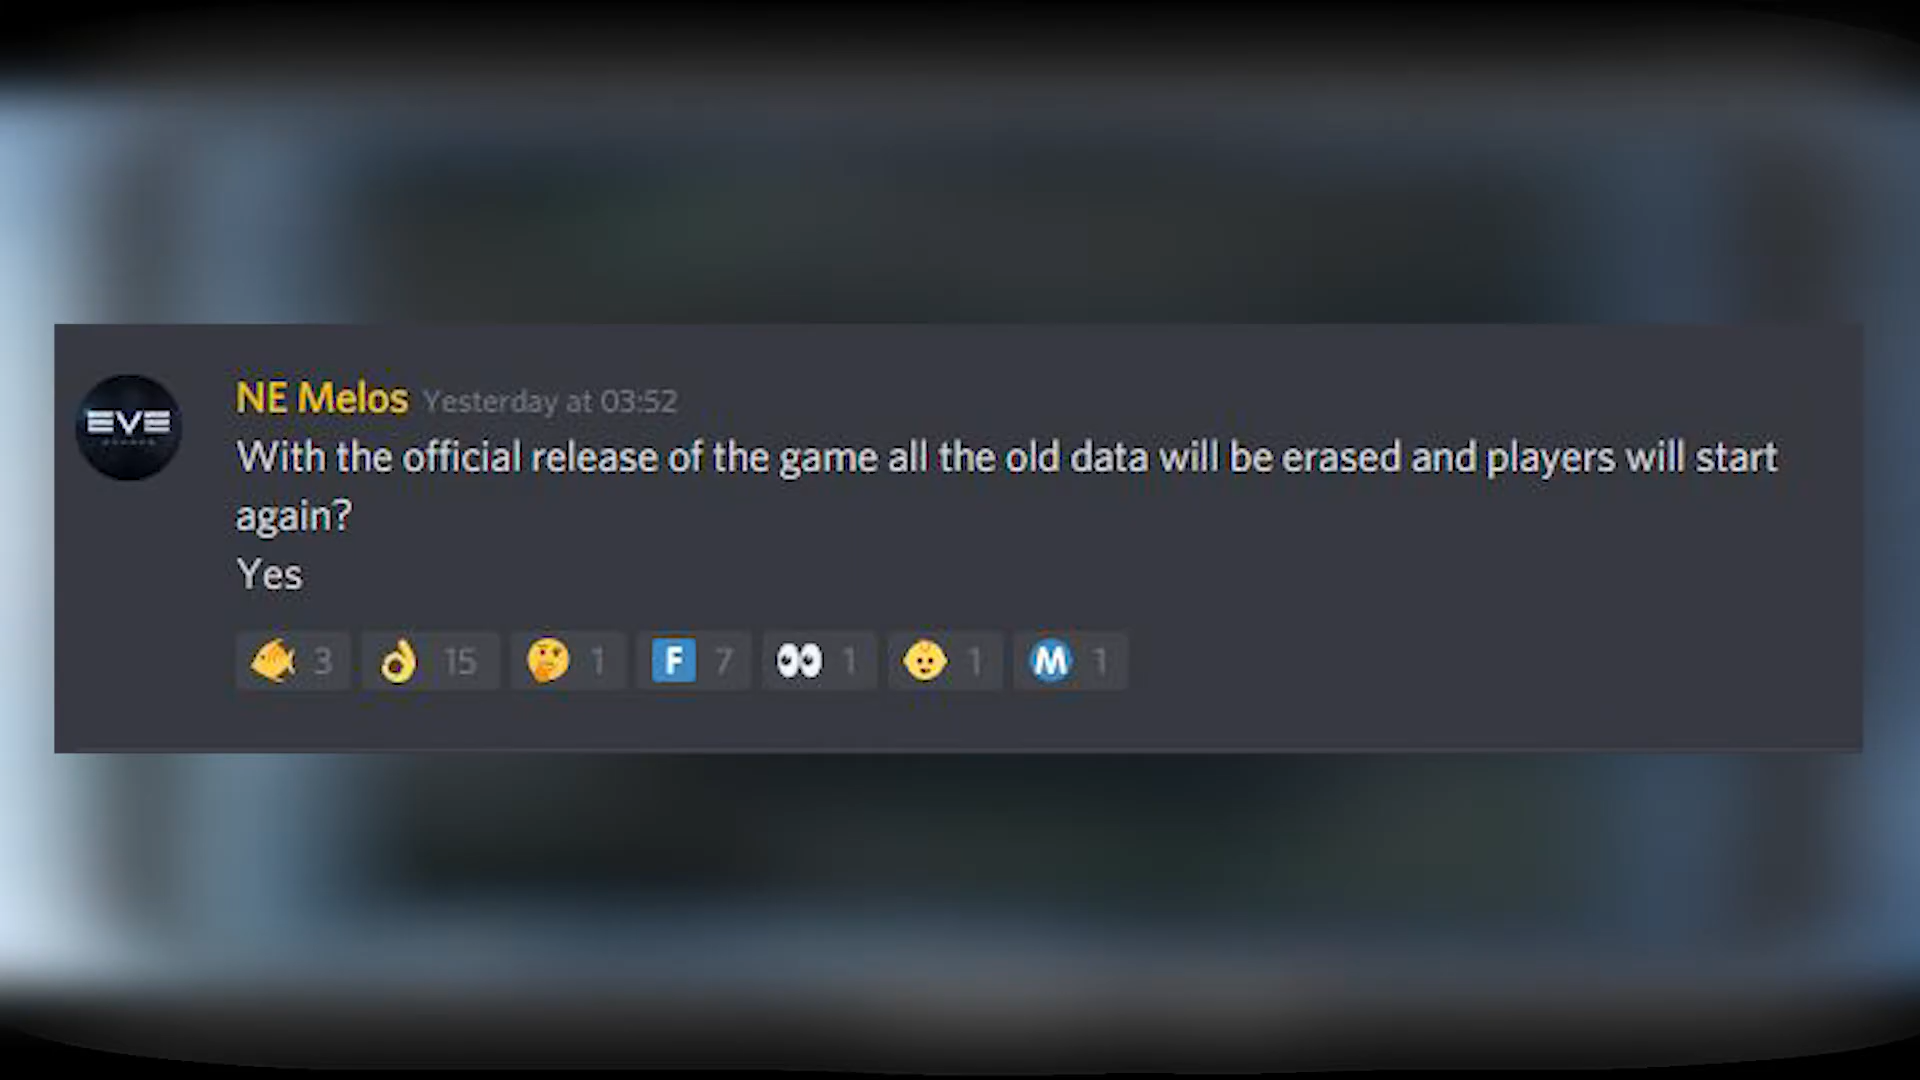 EVE
NE Melos Yesterday at 03:52
With the official release of the game all the old data will be erased and players will start
again?
Yes
3 15 1 F 7 1 1 M 1